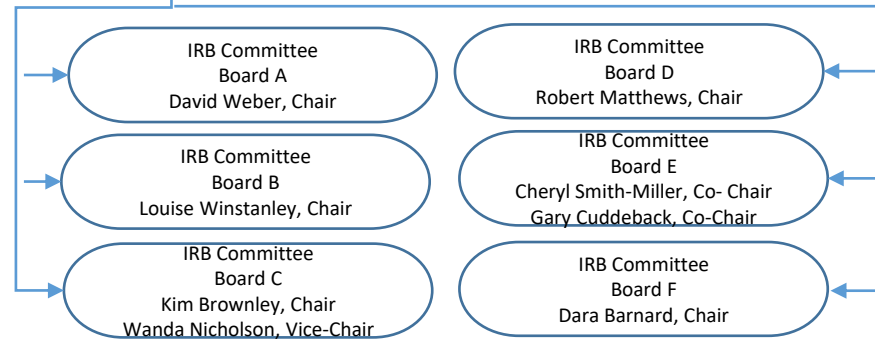 IRB Committee
Board A
David Weber, Chair
IRB Committee
Board D
Robert Matthews, Chair
IRB Committee
Board B
Louise Winstanley, Chair
IRB Committee
Board E
Cheryl Smith-Miller, Co- Chair
Gary Cuddeback, Co-Chair
IRB Committee
Board C
Kim Brownley, Chair
Wanda Nicholson, Vice-Chair
IRB Committee
Board F
Dara Barnard, Chair